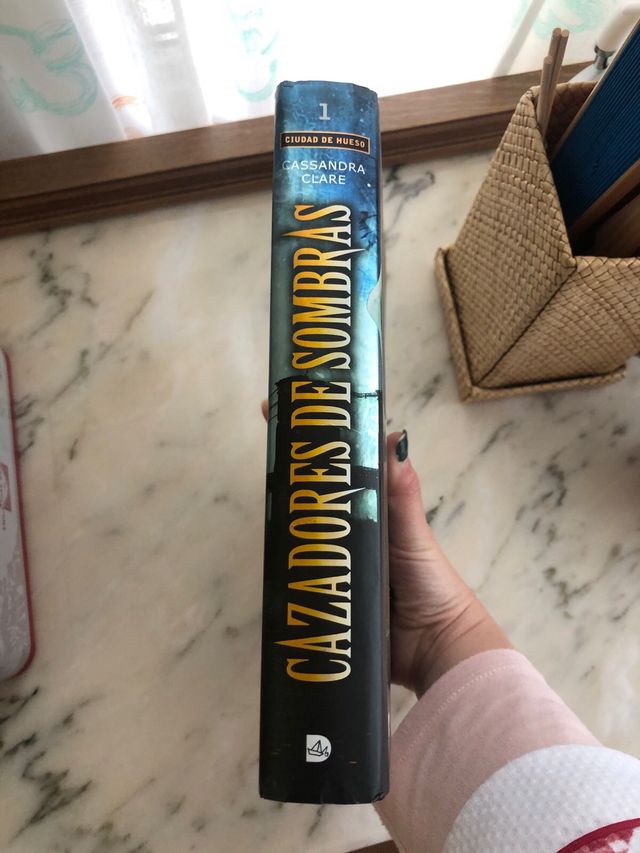 1
CIUDAD DE HUESO
CASSANDRA
CLARE
CAZADORES DE SOMBRAS
D